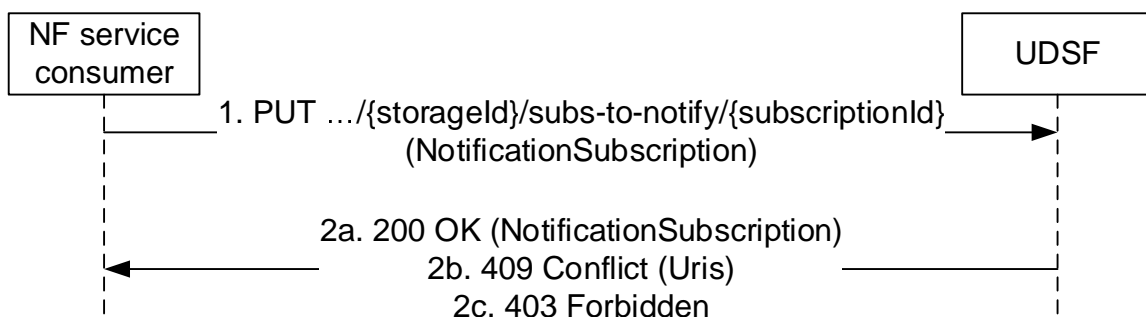 NF service
consumer
UDSF
1. PUT …/{storageId}/subs-to-notify/{subscriptionId}
(NotificationSubscription)
2a. 200 OK (NotificationSubscription)
2b. 409 Conflict (Uris)
2c. 403 Forbidden